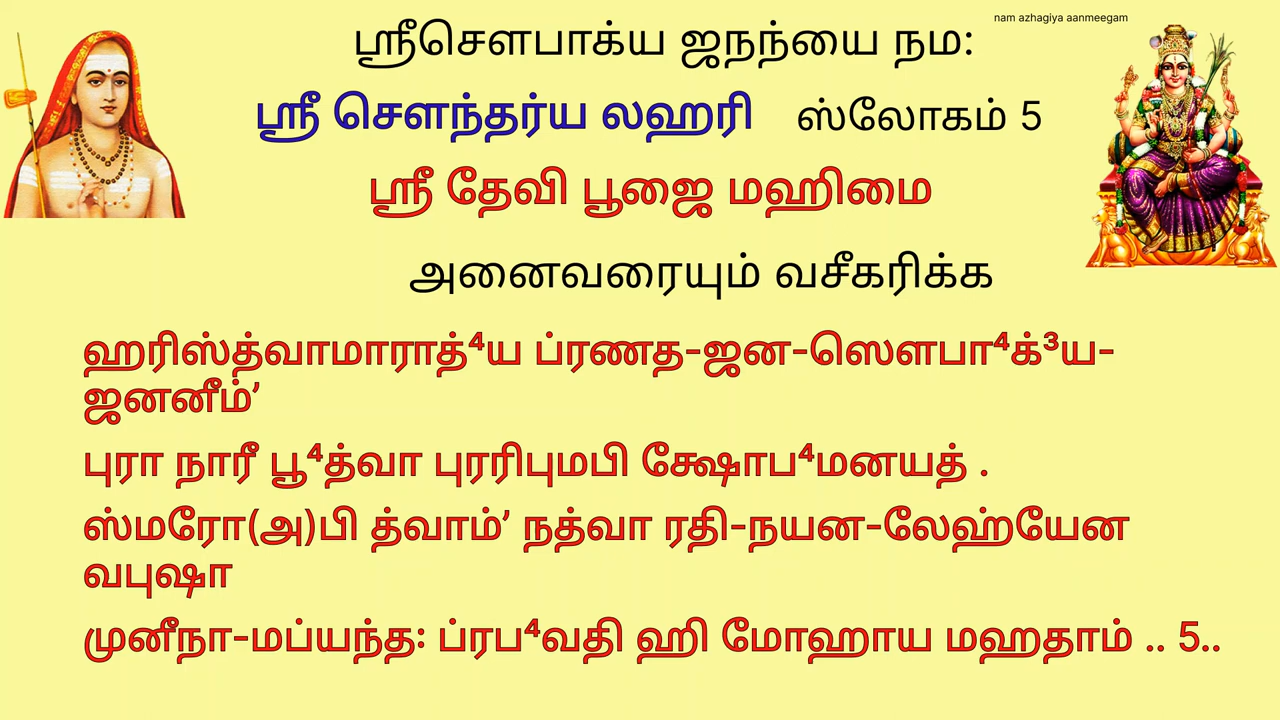 nam azhagiya aanmeegam
ஸ்ரீசௌபாக்ய ஜநந்யை நம:
ஸ்ரீ சௌந்தர்ய லஹரி ஸ்லோகம் 5
ஸ்ரீ தேவி பூஜை மஹிமை
அனைவரையும் வசீகரிக்க
ஹரிஸ்த்வாமாராத்⁴ய ப்ரணத-ஜன-ஸௌபா⁴க்³ய-
ஜனனீம்ʼ
புரா நாரீ பூ⁴த்வா புரரிபுமபி க்ஷோப⁴மனயத் .
ஸ்மரோ(அ)பி த்வாம்ʼ நத்வா ரதி-நயன-லேஹ்யேன
வபுஷா
முனீநா-மப்யந்த꞉ ப்ரப⁴வதி ஹி மோஹாய மஹதாம் .. 5..